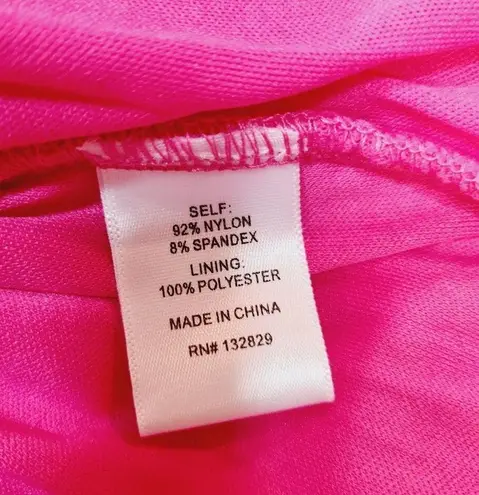 SELF:
92% NYLON
8% SPANDEX
LINING:
100% POLYESTER
MADE IN CHINA
RN# 132829